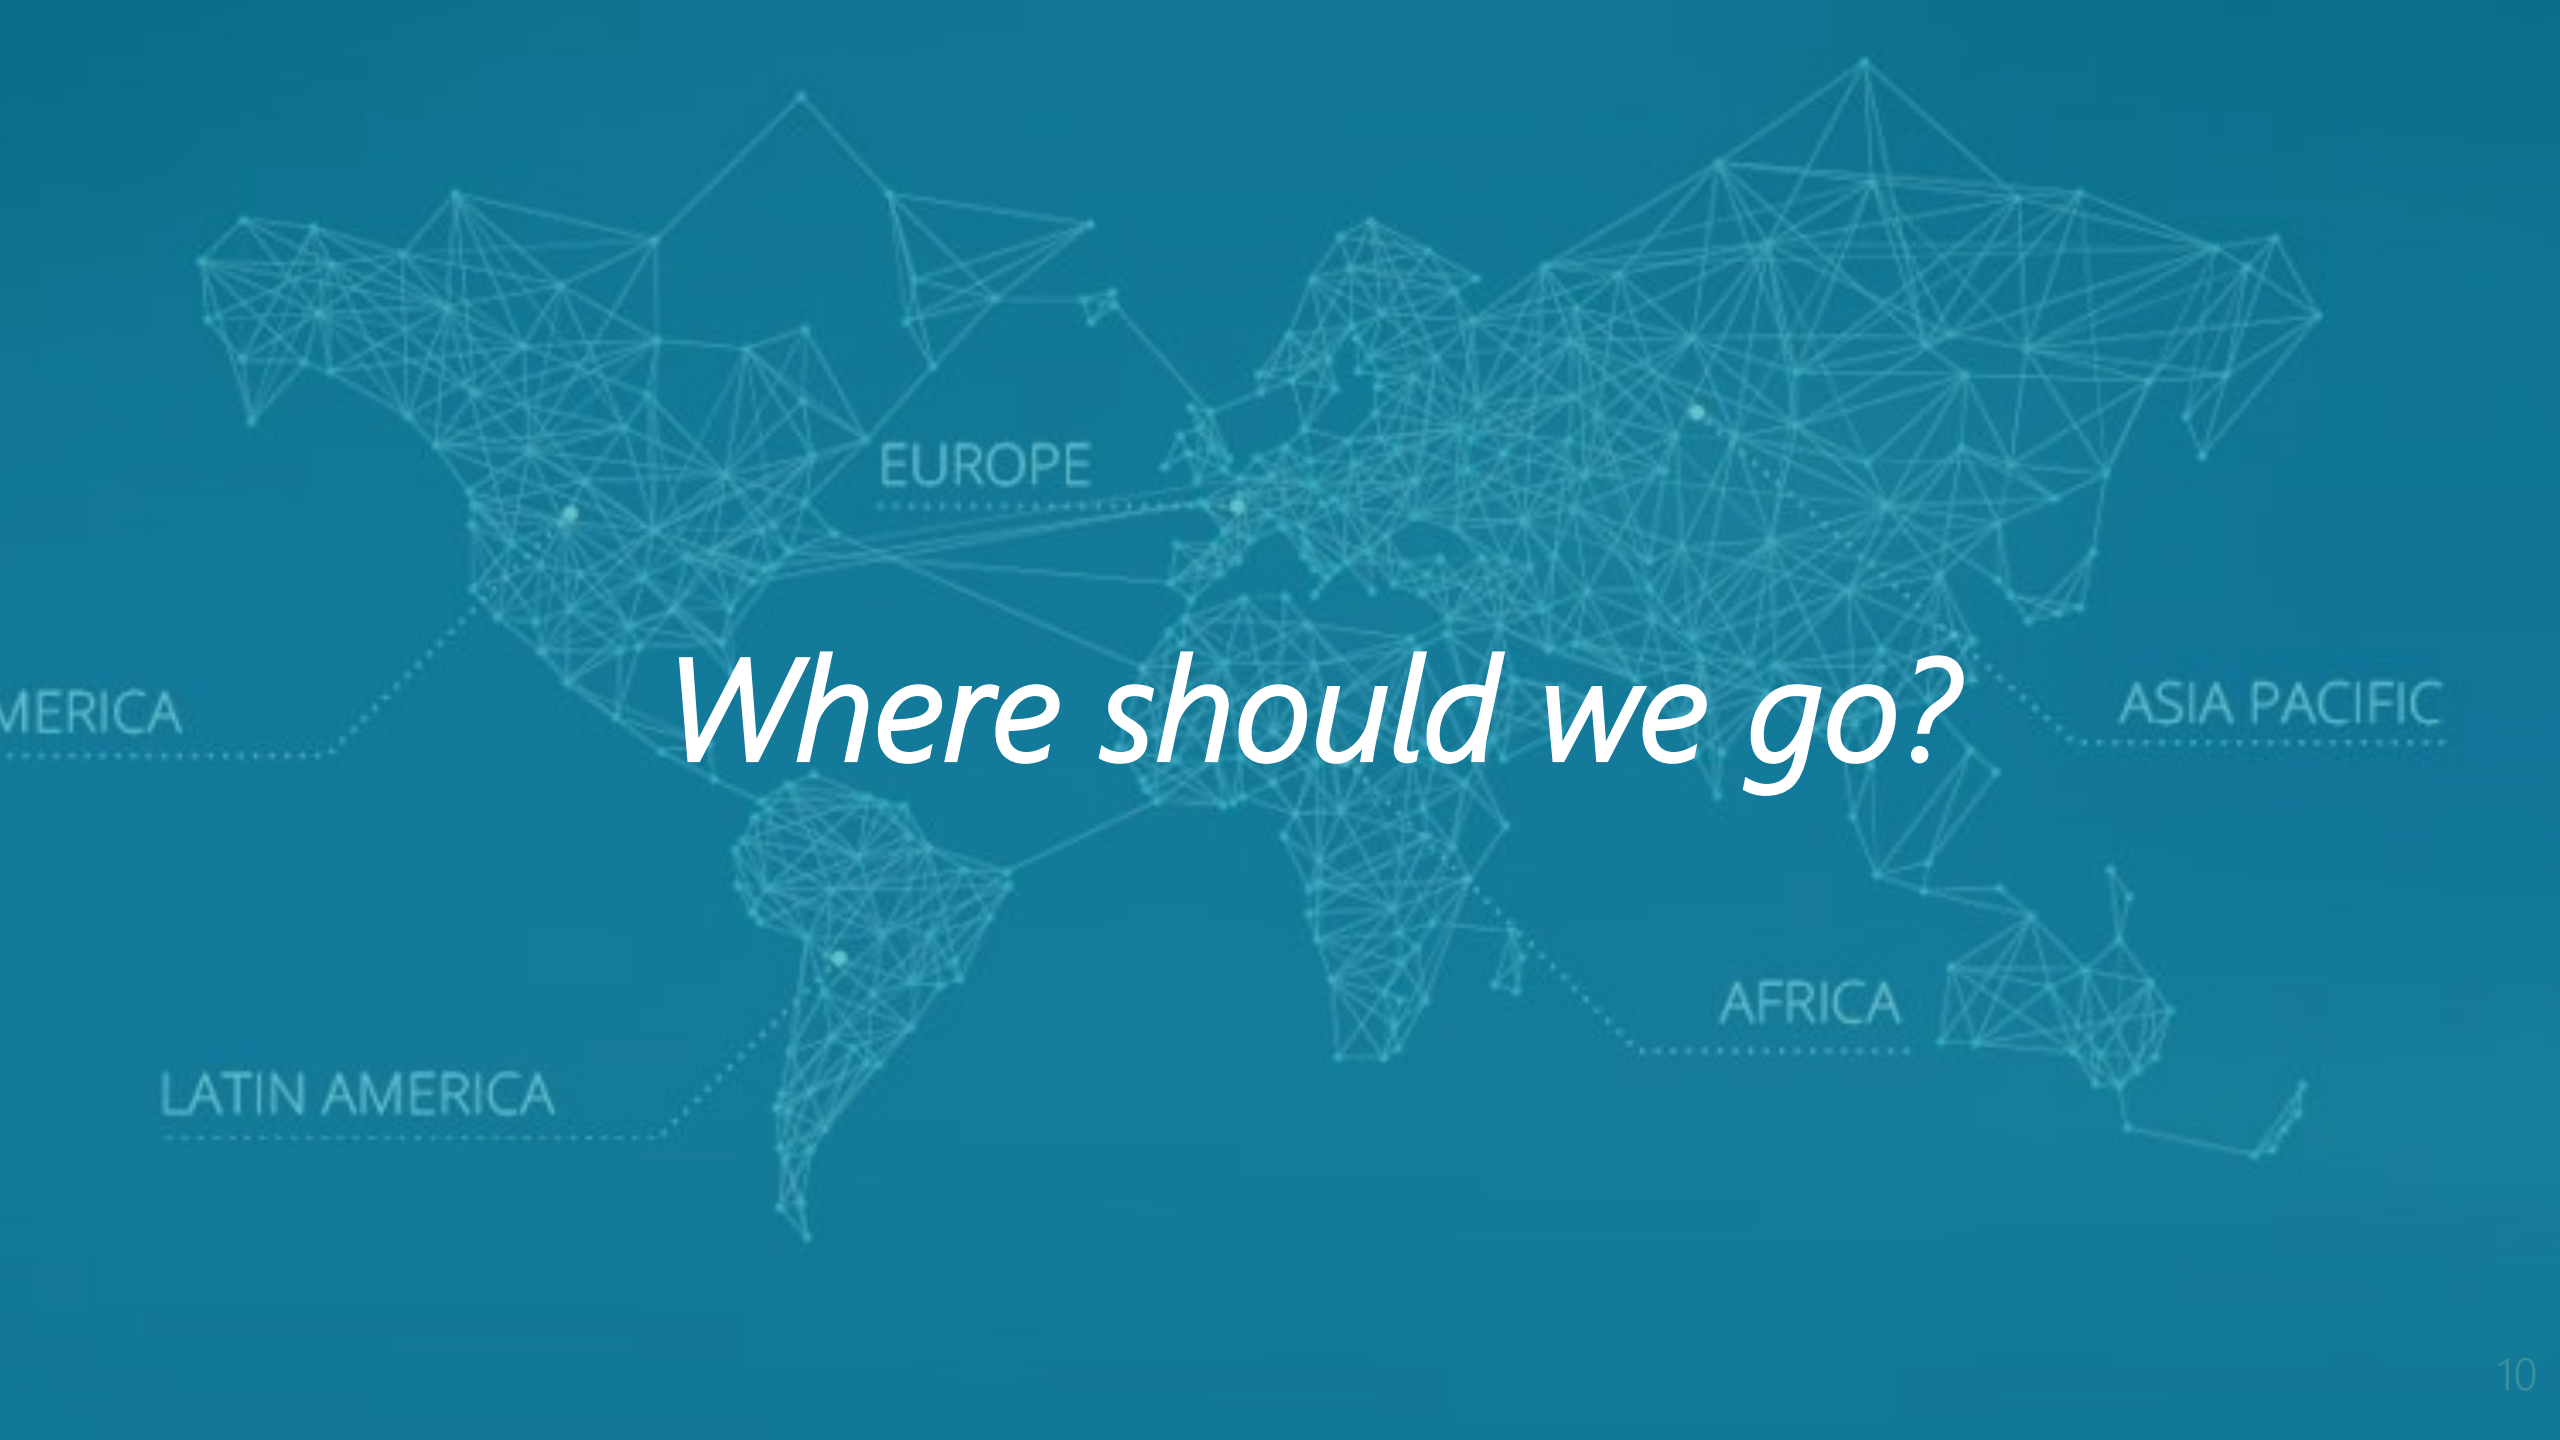 EUROPE
Where should we go?
MERICA
ASIA PACIFIC
AFRICA
LATIN AMERICA
10